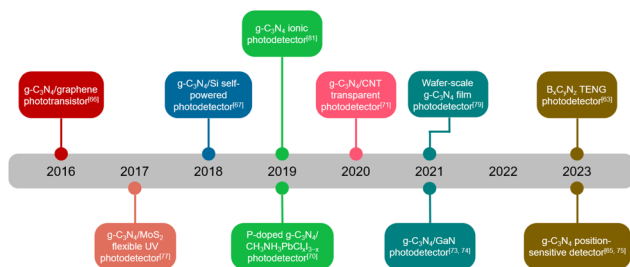 g-C₃N₄ ionic
photodetector[81]
g-C₃N₄/graphene
phototransistor[66]
g-C₃N₄/Si self-
powered
photodetector[67]
g-C₃N₄/CNT
transparent
photodetector[71]
Wafer-scale
g-C₃N₄ film
photodetector[79]
BₓCᵧN_z TENG
photodetector[63]
2016 2017 2018 2019 2020 2021 2022 2023
g-C₃N₄/MoS₂
flexible UV
photodetector[77]
P-doped g-C₃N₄/
CH₃NH₃PbClₓI₃₋ₓ
photodetector[70]
g-C₃N₄/GaN
photodetector[73, 74]
g-C₃N₄ position-
sensitive detector[65, 75]